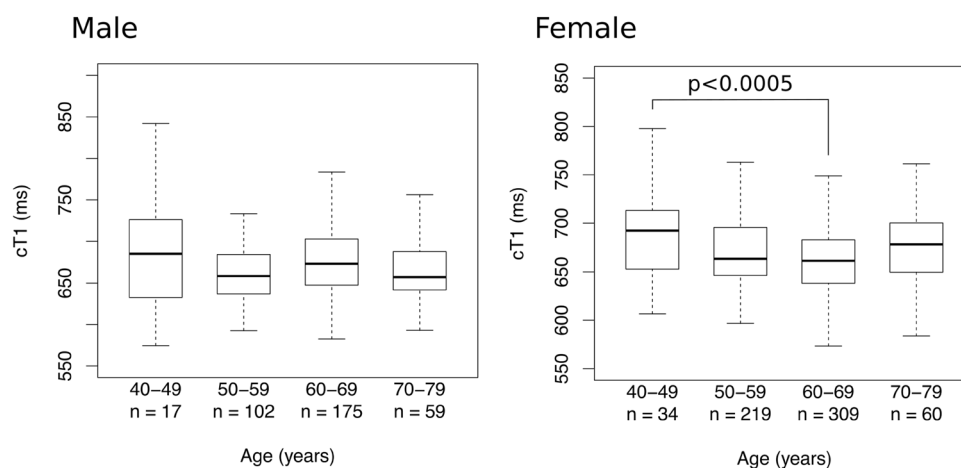 Male
cT1 (ms)
850
750
650
550
40–49 50–59 60–69 70–79
n = 17 n = 102 n = 175 n = 59
Age (years)
Female
p<0.0005
cT1 (ms)
850
800
750
700
650
600
550
40–49 50–59 60–69 70–79
n = 34 n = 219 n = 309 n = 60
Age (years)